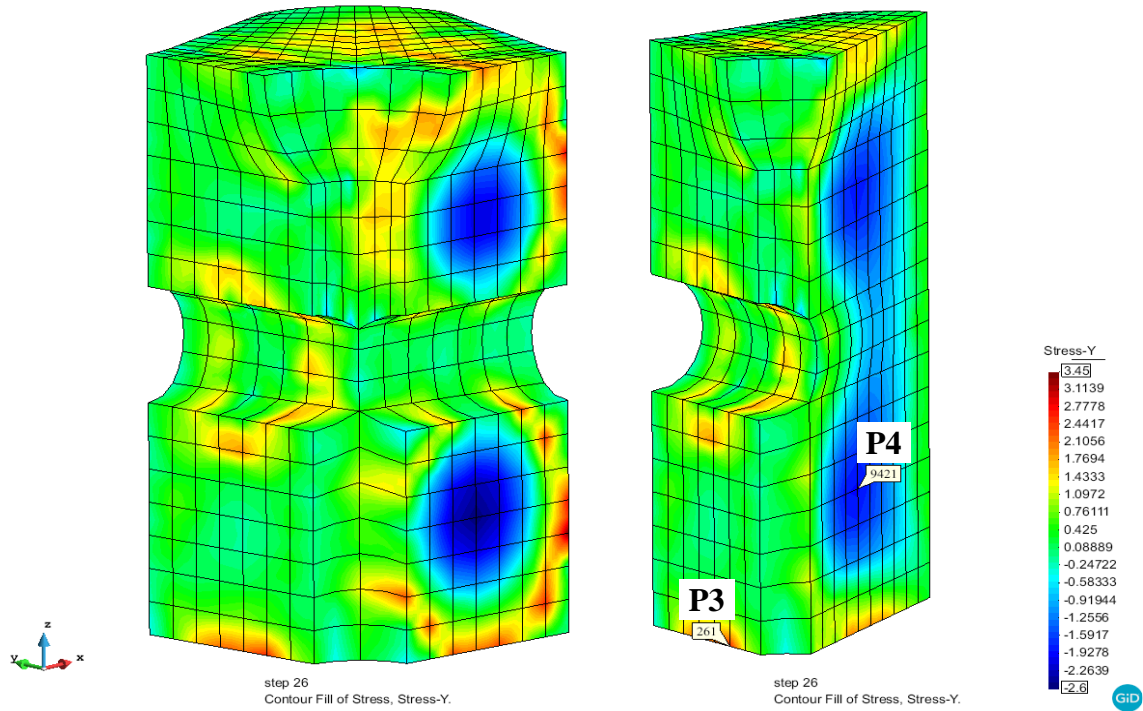 P4
9421
P3
261
z
y
x
step 26
Contour Fill of Stress, Stress-Y.
step 26
Contour Fill of Stress, Stress-Y.
Stress-Y
3.45
3.1139
2.7778
2.4417
2.1056
1.7694
1.4333
1.0972
0.76111
0.425
0.08889
-0.24722
-0.58333
-0.91944
-1.2556
-1.5917
-1.9278
-2.2639
-2.6
GiD